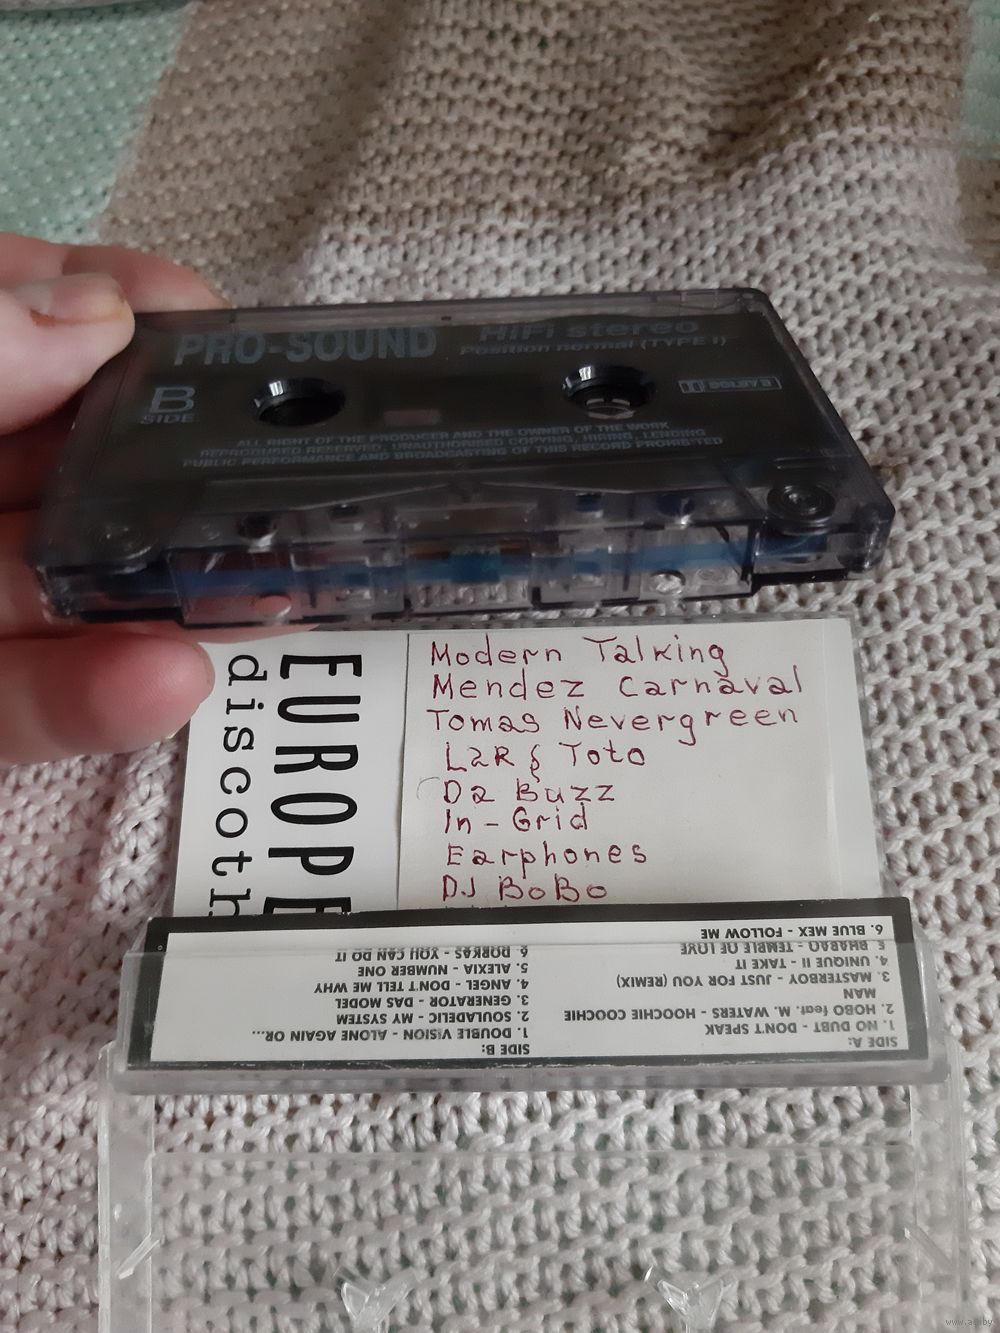 PRO-SOUND
HiFi stereo
Position normal (TYPE I)
B
SIDE
DOLBY B
ALL RIGHT OF THE PRODUCER AND THE OWNER OF THE WORK
REPRODUSED RESERVED, UNAUTHORISED COPYING, HIRING, LENDING
PUBLIC PERFORMANCE AND BROADCASTING OF THIS RECORD PROHIBITED
EUROPE
discoth
Modern Talking
Mendez Carnaval
Tomas Nevergreen
L2R & Toto
Da Buzz
In-Grid
Earphones
DJ BoBo
SIDE A:
1. NO DUBT - DON'T SPEAK
2. HOBO feat. M. - WATERS - HOOCHIE COOCHIE
MAN
3. MASTERBOY - JUST FOR YOU (REMIX)
4. UNIQUE II - TAKE IT
5. PHARAO - TEMPLE OF LOVE
6. BLUE MEX - FOLLOW ME
SIDE B:
1. DOUBLE VISION - ALONE AGAIN OR...
2. SOULADELIC - MY SYSTEM
3. GENERATOR - DAS MODEL
4. ANGEL - DON'T TELL ME WHY
5. ALEXIA - NUMBER ONE
6. DORKAS - YOU CAN DO IT